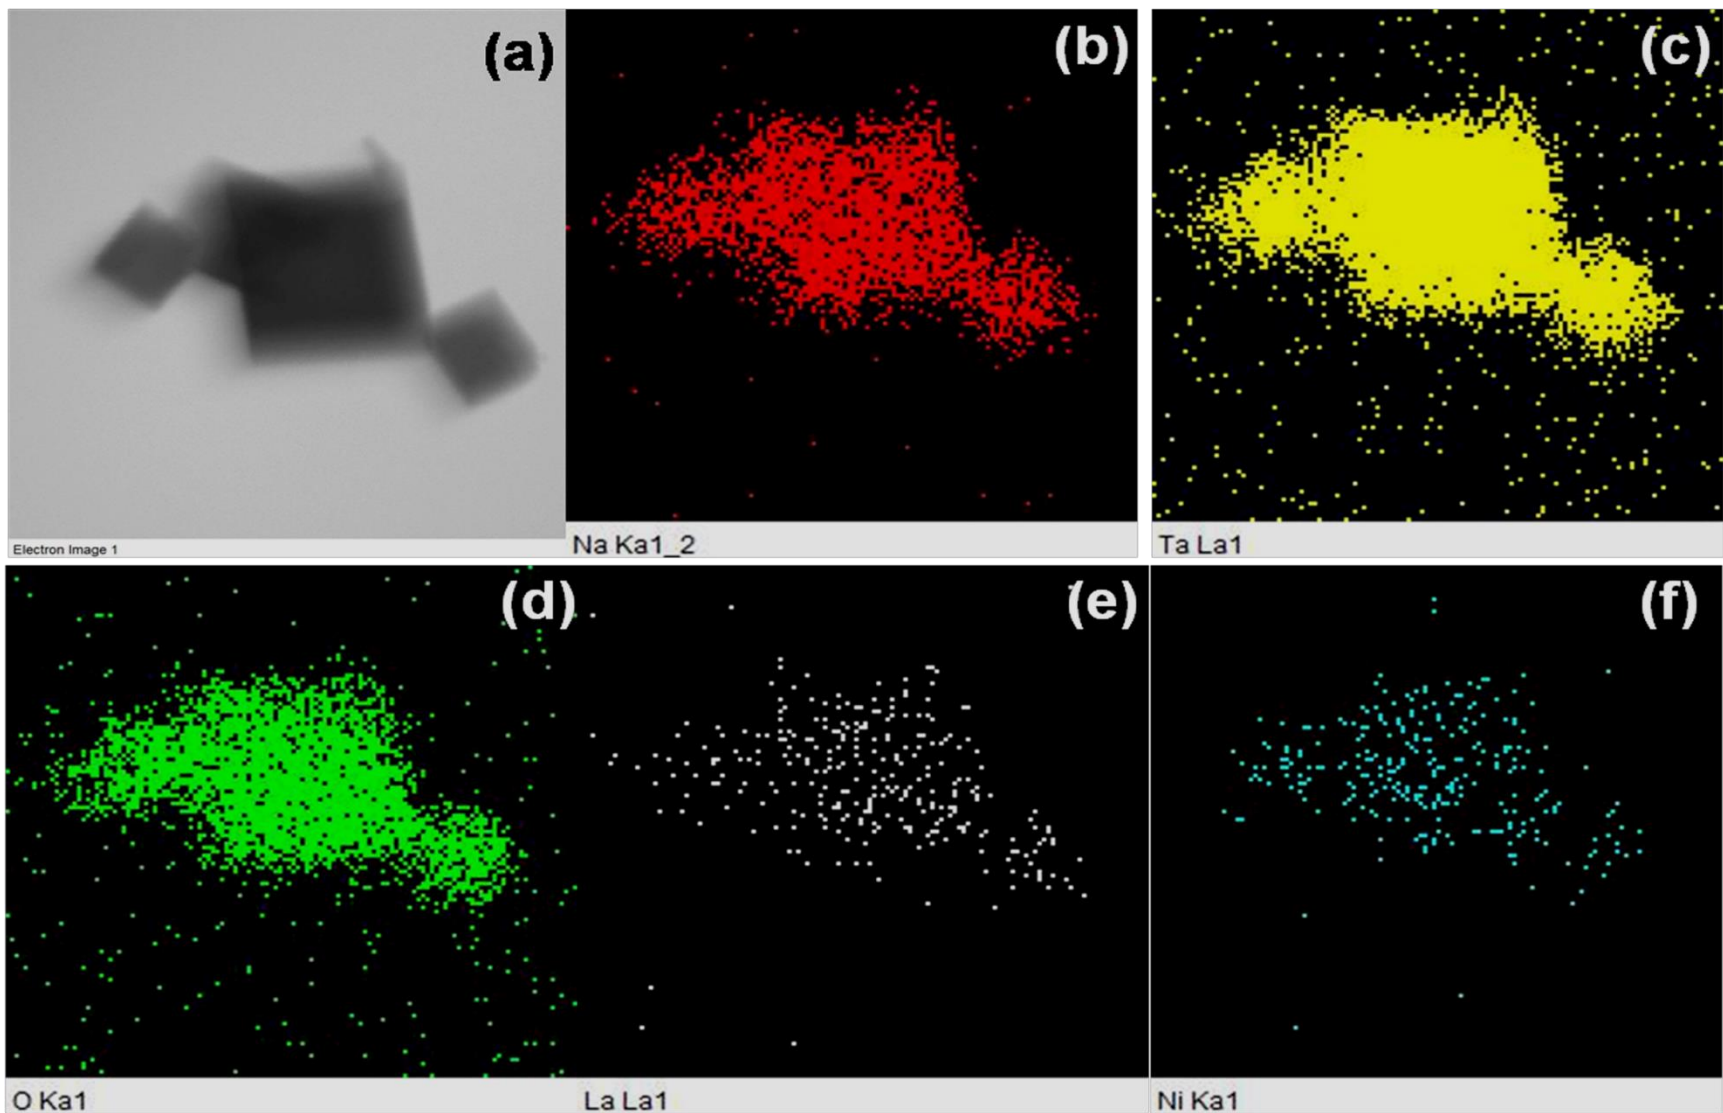 (a)
Electron Image 1
(b)
Na Ka1_2
(c)
Ta La1
(d)
O Ka1
(e)
La La1
(f)
Ni Ka1